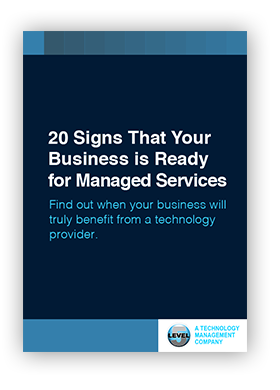 20 Signs That Your
Business is Ready
for Managed Services
Find out when your business will
truly benefit from a technology
provider.
LEVEL
A TECHNOLOGY
MANAGEMENT
COMPANY